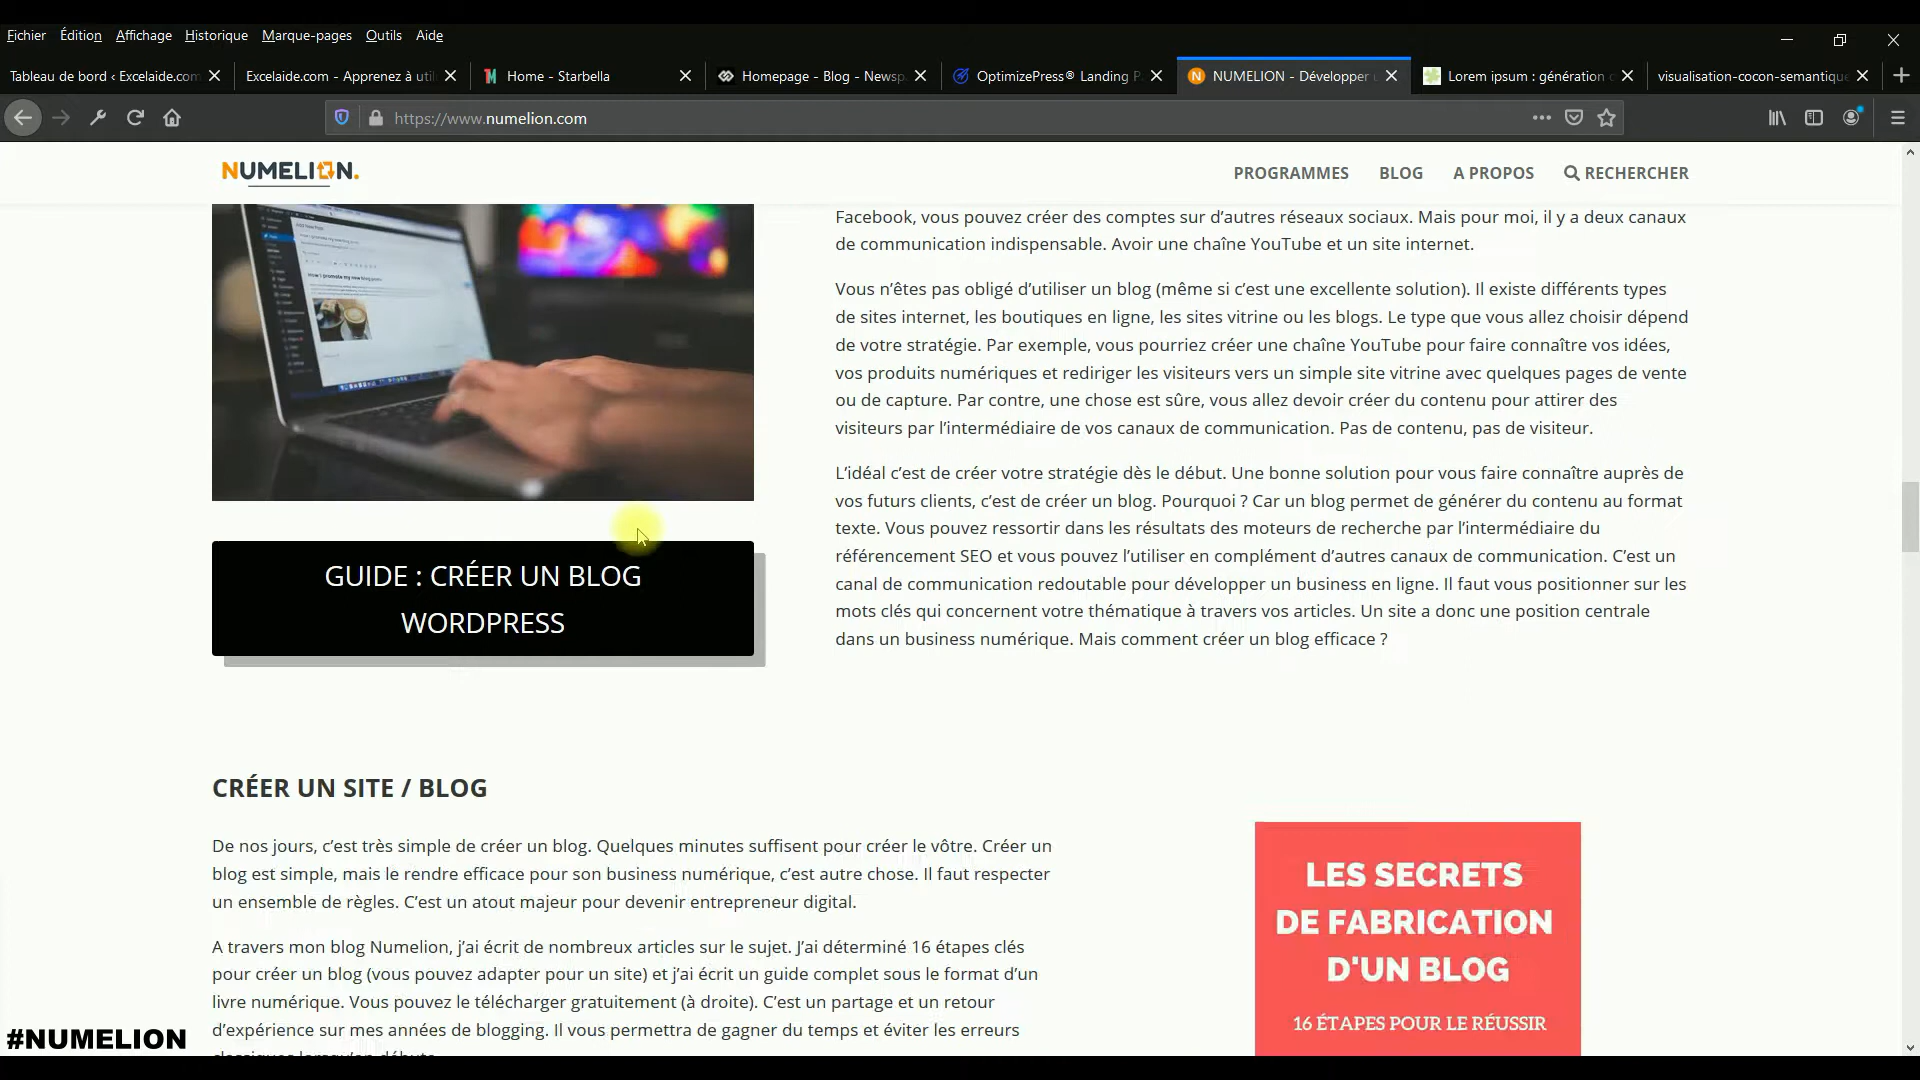 Fichier Édition Affichage Historique Marque-pages Outils Aide
Tableau de bord ‹ Excelaide.com
Excelaide.com - Apprenez à util
Home - Starbella
Homepage - Blog - Newsp
OptimizePress® Landing P
NUMELION - Développer u
Lorem ipsum : génération
visualisation-cocon-semantique
https://www.numelion.com
NUMELION.
PROGRAMMES BLOG A PROPOS RECHERCHER
Facebook, vous pouvez créer des comptes sur d’autres réseaux sociaux. Mais pour moi, il y a deux canaux
de communication indispensable. Avoir une chaîne YouTube et un site internet.
Vous n’êtes pas obligé d’utiliser un blog (même si c’est une excellente solution). Il existe différents types
de sites internet, les boutiques en ligne, les sites vitrine ou les blogs. Le type que vous allez choisir dépend
de votre stratégie. Par exemple, vous pourriez créer une chaîne YouTube pour faire connaître vos idées,
vos produits numériques et rediriger les visiteurs vers un simple site vitrine avec quelques pages de vente
ou de capture. Par contre, une chose est sûre, vous allez devoir créer du contenu pour attirer des
visiteurs par l’intermédiaire de vos canaux de communication. Pas de contenu, pas de visiteur.
L’idéal c’est de créer votre stratégie dès le début. Une bonne solution pour vous faire connaître auprès de
vos futurs clients, c’est de créer un blog. Pourquoi ? Car un blog permet de générer du contenu au format
texte. Vous pouvez ressortir dans les résultats des moteurs de recherche par l’intermédiaire du
référencement SEO et vous pouvez l’utiliser en complément d’autres canaux de communication. C’est un
canal de communication redoutable pour développer un business en ligne. Il faut vous positionner sur les
mots clés qui concernent votre thématique à travers vos articles. Un site a donc une position centrale
dans un business numérique. Mais comment créer un blog efficace ?
GUIDE : CRÉER UN BLOG
WORDPRESS
CRÉER UN SITE / BLOG
De nos jours, c’est très simple de créer un blog. Quelques minutes suffisent pour créer le vôtre. Créer un
blog est simple, mais le rendre efficace pour son business numérique, c’est autre chose. Il faut respecter
un ensemble de règles. C’est un atout majeur pour devenir entrepreneur digital.
A travers mon blog Numelion, j’ai écrit de nombreux articles sur le sujet. J’ai déterminé 16 étapes clés
pour créer un blog (vous pouvez adapter pour un site) et j’ai écrit un guide complet sous le format d’un
livre numérique. Vous pouvez le télécharger gratuitement (à droite). C’est un partage et un retour
d’expérience sur mes années de blogging. Il vous permettra de gagner du temps et éviter les erreurs
LES SECRETS
DE FABRICATION
D'UN BLOG
16 ÉTAPES POUR LE RÉUSSIR
#NUMELION